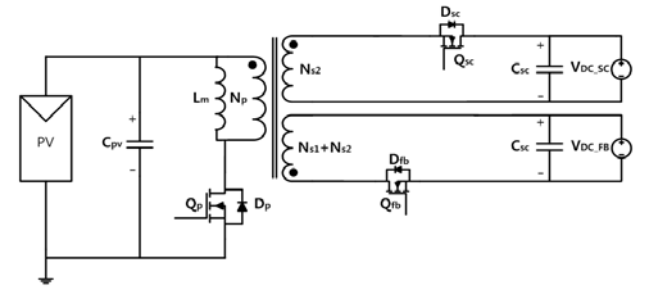 Dsc
Qsc
Ns2
+
Csc
-
VDC_SC
Lm
Np
PV
+
Cpv
-
Ns1+Ns2
Dfb
Qfb
+
Csc
-
VDC_FB
Qp
Dp